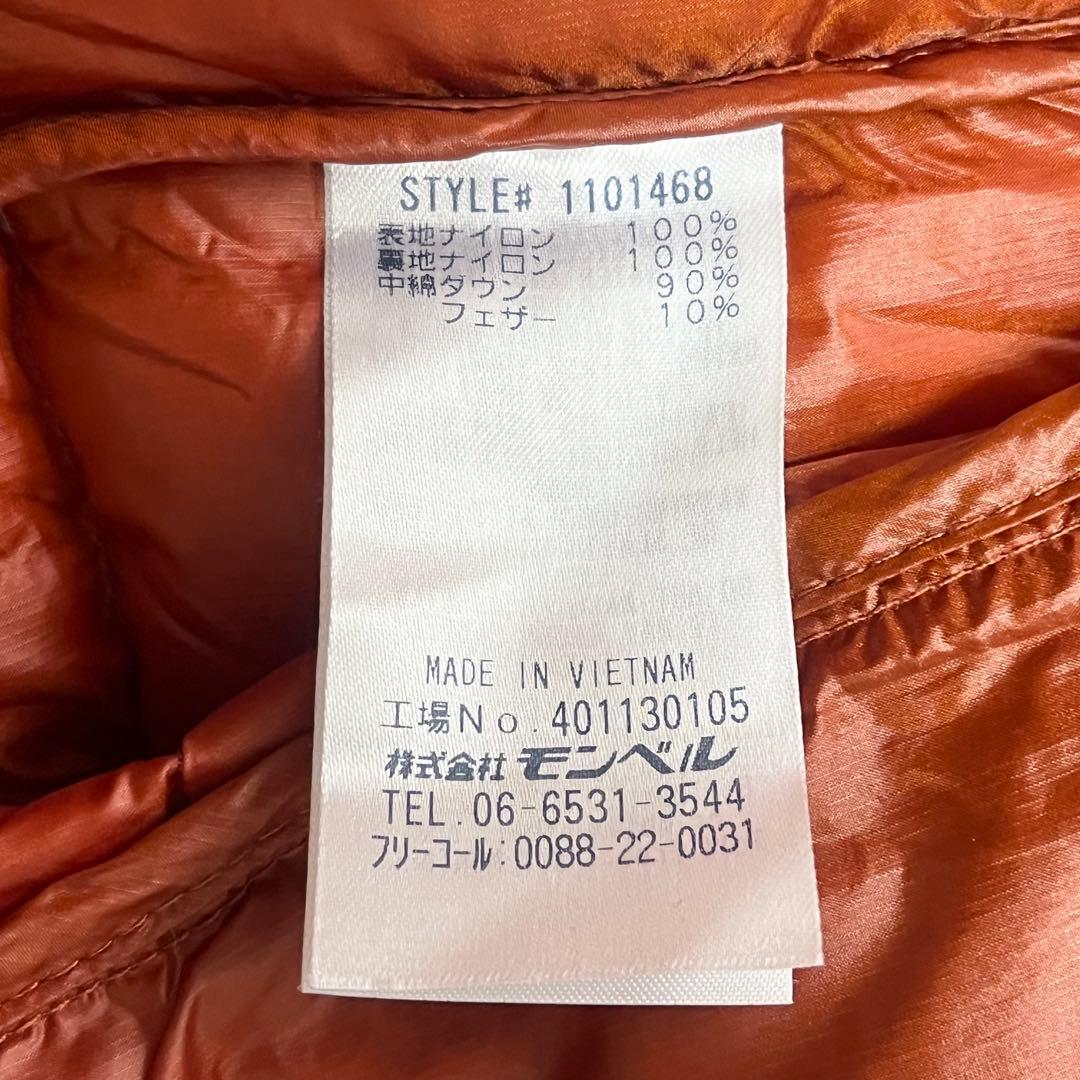 STYLE# 1101468
表地ナイロン 100%
裏地ナイロン 100%
中綿ダウン 90%
フェザー 10%
MADE IN VIETNAM
工場No.401130105
株式会社モンベル
TEL.06-6531-3544
フリーコール:0088-22-0031